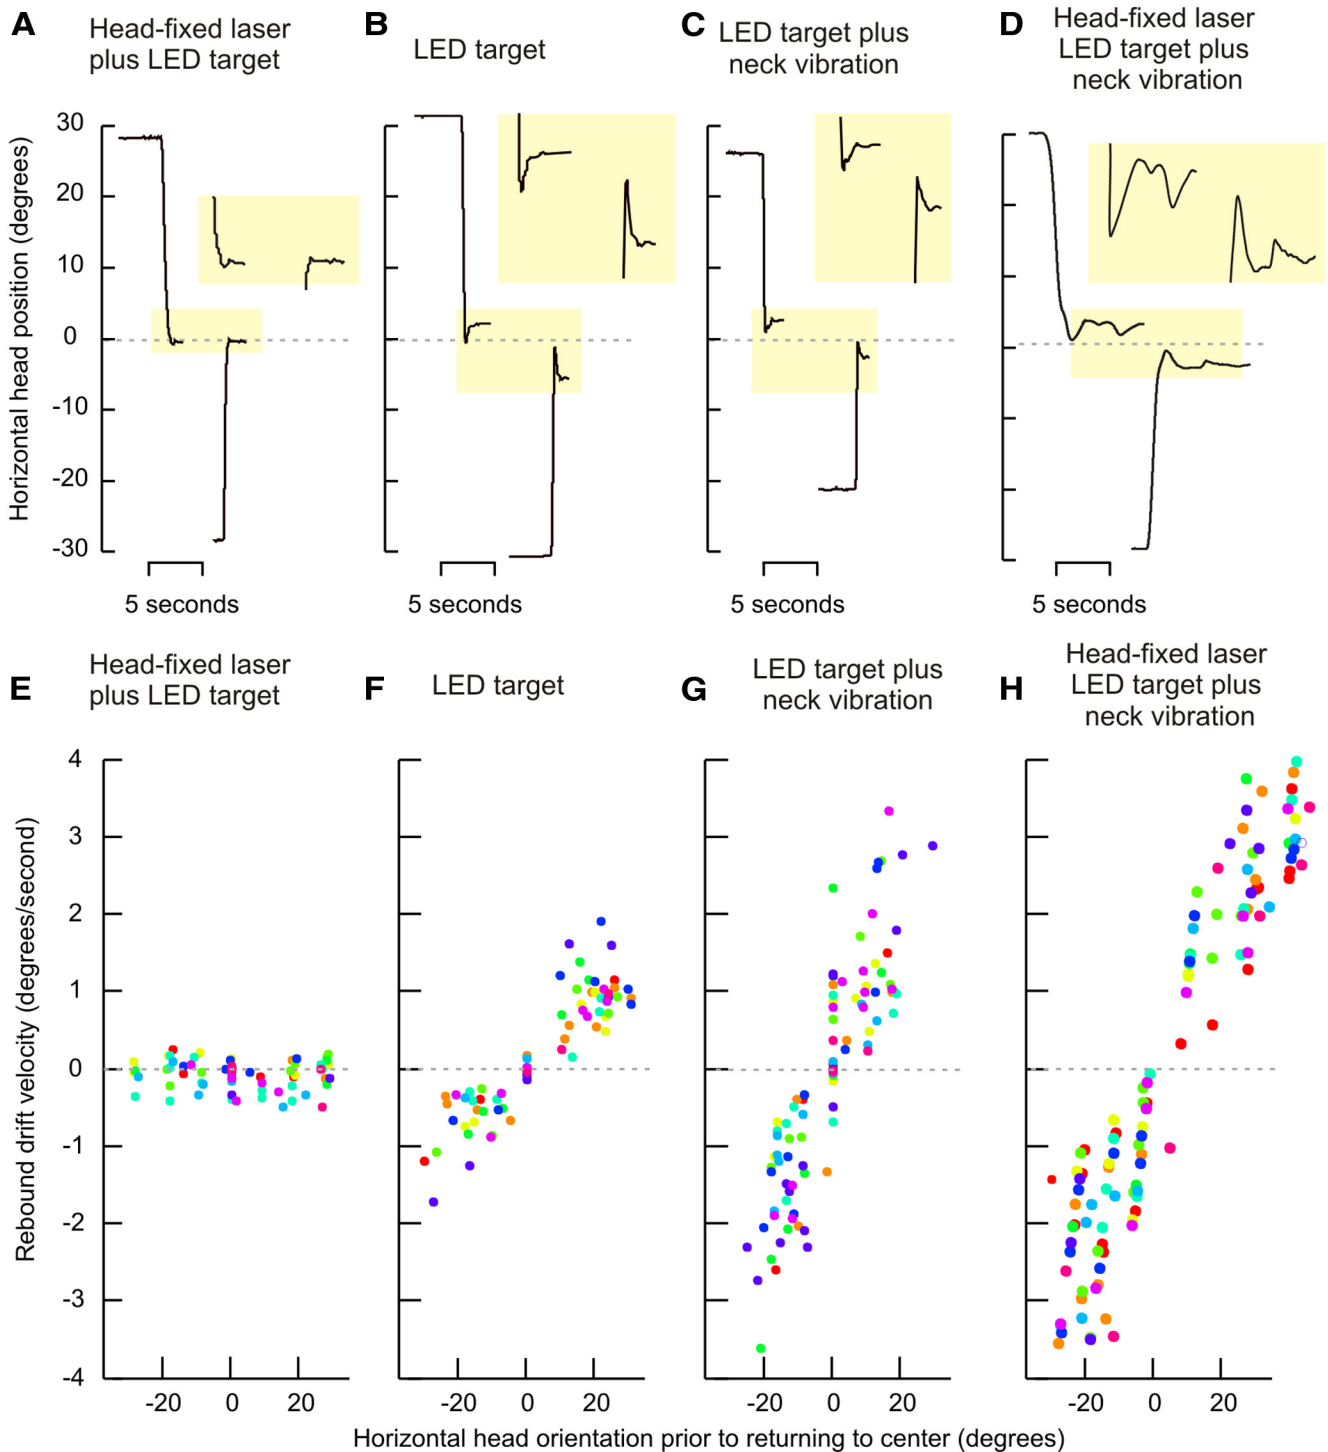 A
Head-fixed laser
plus LED target
B
LED target
C
LED target plus
neck vibration
D
Head-fixed laser
LED target plus
neck vibration
Horizontal head position (degrees)
30
20
10
0
-10
-20
-30
5 seconds
5 seconds
5 seconds
5 seconds
E
Head-fixed laser
plus LED target
F
LED target
G
LED target plus
neck vibration
H
Head-fixed laser
LED target plus
neck vibration
Rebound drift velocity (degrees/second)
4
3
2
1
0
-1
-2
-3
-4
-20 0 20
-20 0 20
-20 0 20
-20 0 20
Horizontal head orientation prior to returning to center (degrees)